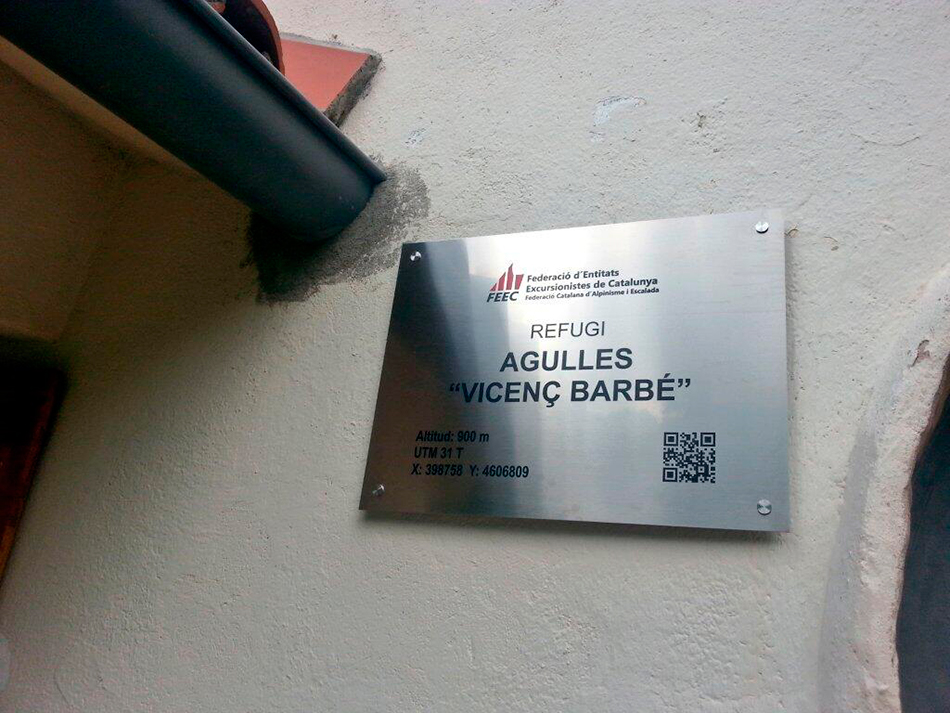 FEEC
Federació d´Entitats
Excursionistes de Catalunya
Federació Catalana d´Alpinisme i Escalada
REFUGI
AGULLES
“VICENÇ BARBÉ”
Altitud: 900 m
UTM 31 T
X: 398758 Y: 4606809